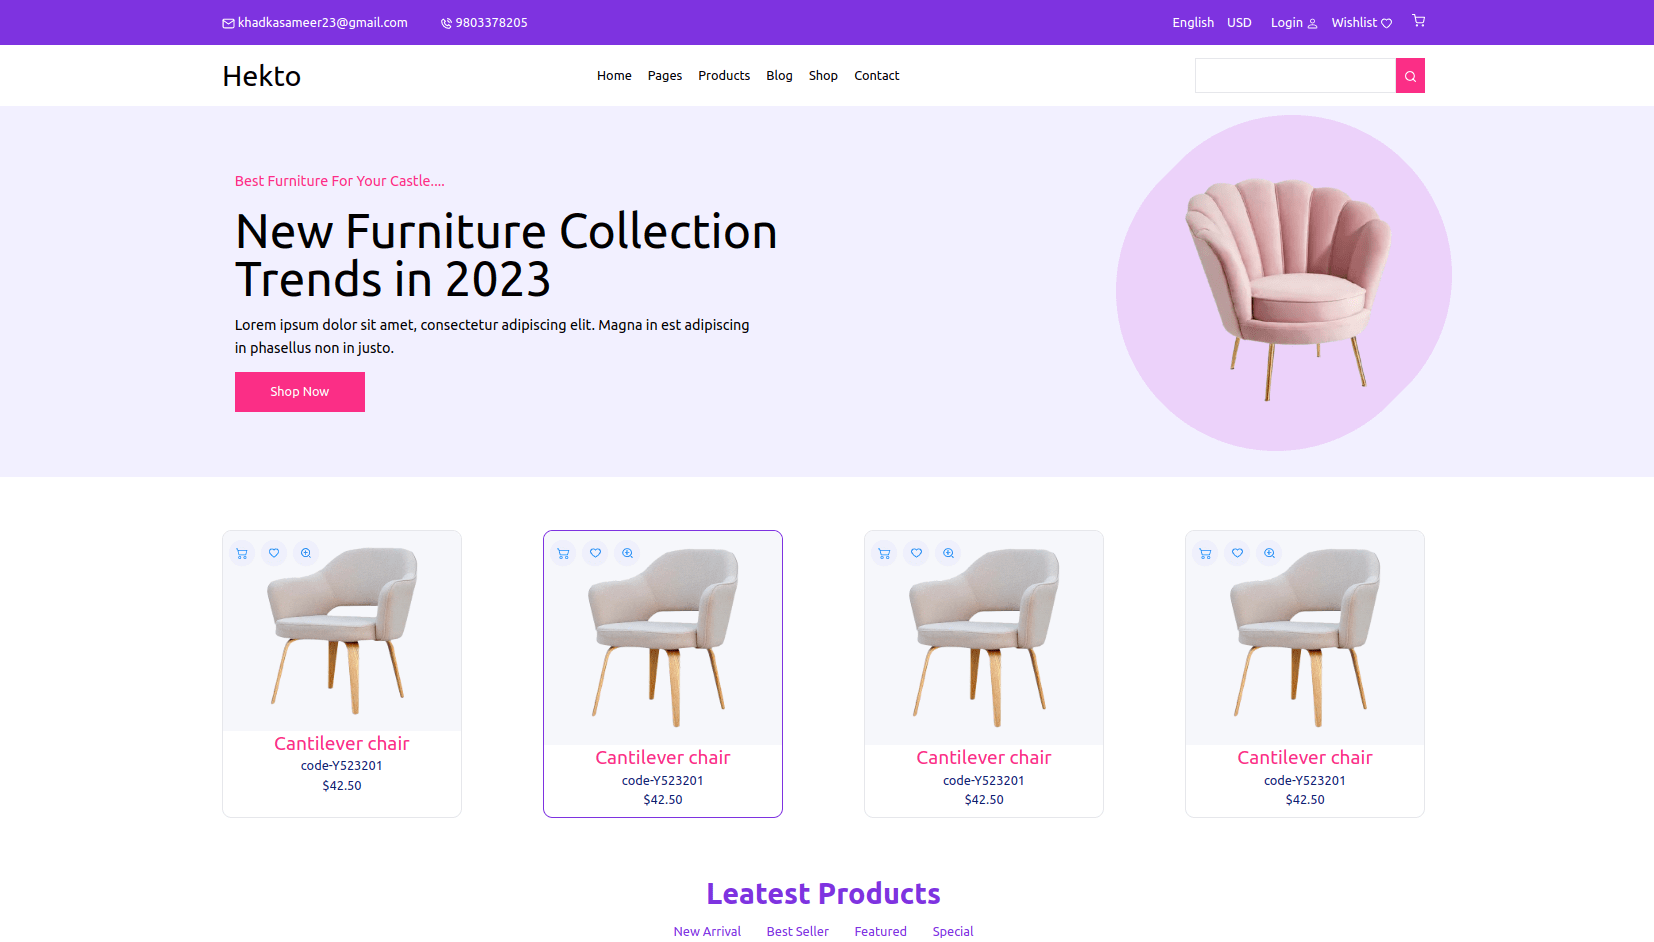 khadkasameer23@gmail.com 9803378205 English USD Login Wishlist
Hekto Home Pages Products Blog Shop Contact
Best Furniture For Your Castle....
New Furniture Collection
Trends in 2023
Lorem ipsum dolor sit amet, consectetur adipiscing elit. Magna in est adipiscing
in phasellus non in justo.
Shop Now
Cantilever chair
code-Y523201
$42.50
Cantilever chair
code-Y523201
$42.50
Cantilever chair
code-Y523201
$42.50
Cantilever chair
code-Y523201
$42.50
Leatest Products
New Arrival Best Seller Featured Special